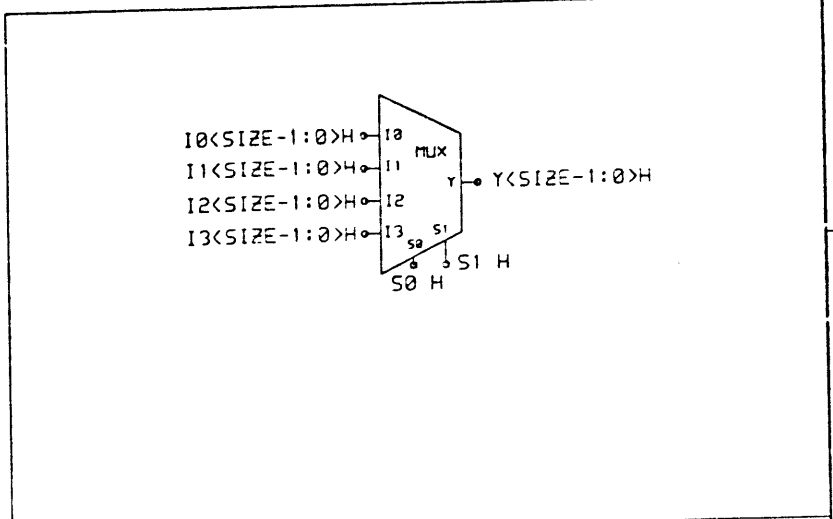 I0<SIZE-1:0>H I0
MUX
I1<SIZE-1:0>H I1
Y Y<SIZE-1:0>H
I2<SIZE-1:0>H I2
I3<SIZE-1:0>H I3
S0 S1
S1 H
S0 H